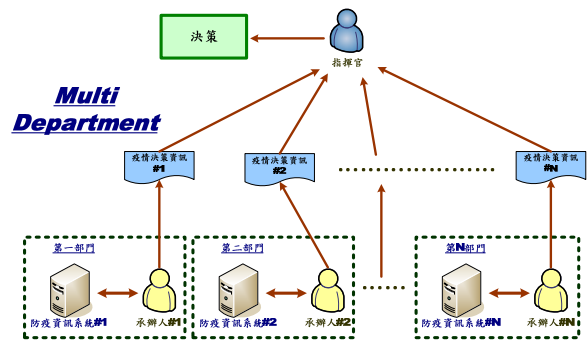 決策
指揮官
Multi
Department
疫情決策資訊
#1
疫情決策資訊
#2
疫情決策資訊
#N
第一部門
第二部門
第N部門
防疫資訊系統#1
承辦人#1
防疫資訊系統#2
承辦人#2
防疫資訊系統#N
承辦人#N